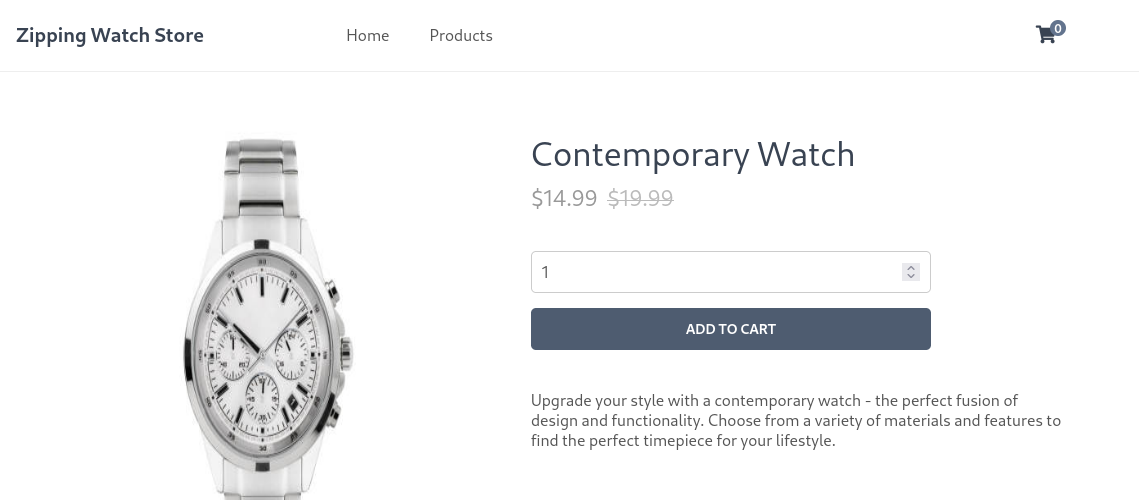 Zipping Watch Store
Home
Products
0
Contemporary Watch
$14.99 $19.99
1
ADD TO CART
Upgrade your style with a contemporary watch - the perfect fusion of
design and functionality. Choose from a variety of materials and features to
find the perfect timepiece for your lifestyle.